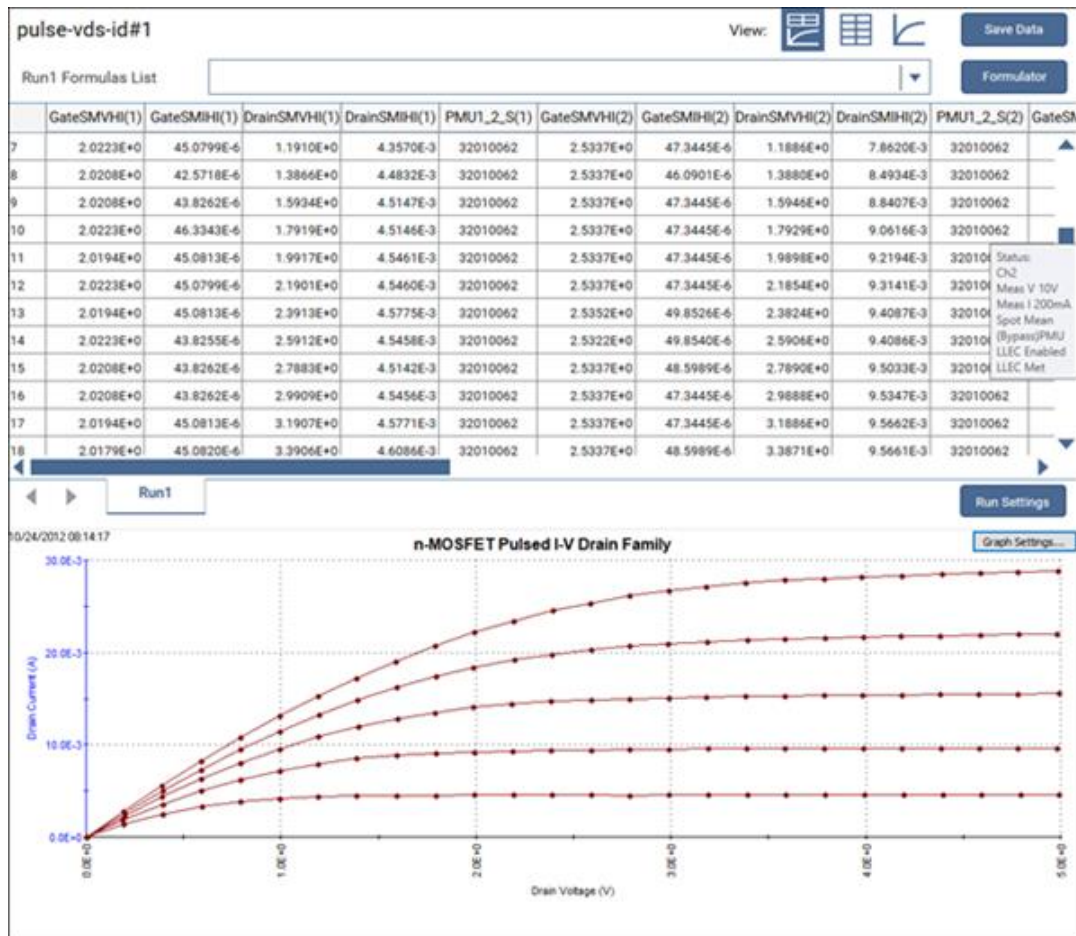 pulse-vds-id#1 View: Save Data
Run1 Formulas List Formulator
GateSMVHI(1) GateSMIHI(1) DrainSMVHI(1) DrainSMIHI(1) PMU1_2_S(1) GateSMVHI(2) GateSMIHI(2) DrainSMVHI(2) DrainSMIHI(2) PMU1_2_S(2) GateSM
7 2.0223E+0 45.0799E-6 1.1910E+0 4.3570E-3 32010062 2.5337E+0 47.3445E-6 1.1886E+0 7.8620E-3 32010062
8 2.0208E+0 42.5718E-6 1.3866E+0 4.4832E-3 32010062 2.5337E+0 46.0901E-6 1.3880E+0 8.4934E-3 32010062
9 2.0208E+0 43.8262E-6 1.5934E+0 4.5147E-3 32010062 2.5337E+0 47.3445E-6 1.5946E+0 8.8407E-3 32010062
10 2.0223E+0 46.3343E-6 1.7919E+0 4.5146E-3 32010062 2.5337E+0 47.3445E-6 1.7929E+0 9.0616E-3 32010062
11 2.0194E+0 45.0813E-6 1.9917E+0 4.5461E-3 32010062 2.5337E+0 47.3445E-6 1.9898E+0 9.2194E-3 32010
12 2.0223E+0 45.0799E-6 2.1901E+0 4.5460E-3 32010062 2.5337E+0 47.3445E-6 2.1854E+0 9.3141E-3 32010
13 2.0194E+0 45.0813E-6 2.3913E+0 4.5775E-3 32010062 2.5352E+0 49.8526E-6 2.3824E+0 9.4087E-3 32010
14 2.0223E+0 43.8255E-6 2.5912E+0 4.5458E-3 32010062 2.5322E+0 49.8540E-6 2.5906E+0 9.4086E-3 32010
15 2.0208E+0 43.8262E-6 2.7883E+0 4.5142E-3 32010062 2.5337E+0 48.5989E-6 2.7890E+0 9.5033E-3 32010
16 2.0208E+0 43.8262E-6 2.9909E+0 4.5456E-3 32010062 2.5337E+0 47.3445E-6 2.9888E+0 9.5347E-3 32010062
17 2.0194E+0 45.0813E-6 3.1907E+0 4.5771E-3 32010062 2.5337E+0 47.3445E-6 3.1886E+0 9.5662E-3 32010062
18 2.0179E+0 45.0820E-6 3.3906E+0 4.6086E-3 32010062 2.5337E+0 48.5989E-6 3.3871E+0 9.5661E-3 32010062
Status:
Ch2
Meas V 10V
Meas I 200mA
Spot Mean
(Bypass)PMU
LLEC Enabled
LLEC Met
Run1 Run Settings
10/24/2012 08:14:17 n-MOSFET Pulsed I-V Drain Family Graph Settings...
30.0E-3
20.0E-3
10.0E-3
0.0E+0
Drain Current (A)
0.0E+0 1.0E+0 2.0E+0 3.0E+0 4.0E+0 5.0E+0
Drain Voltage (V)